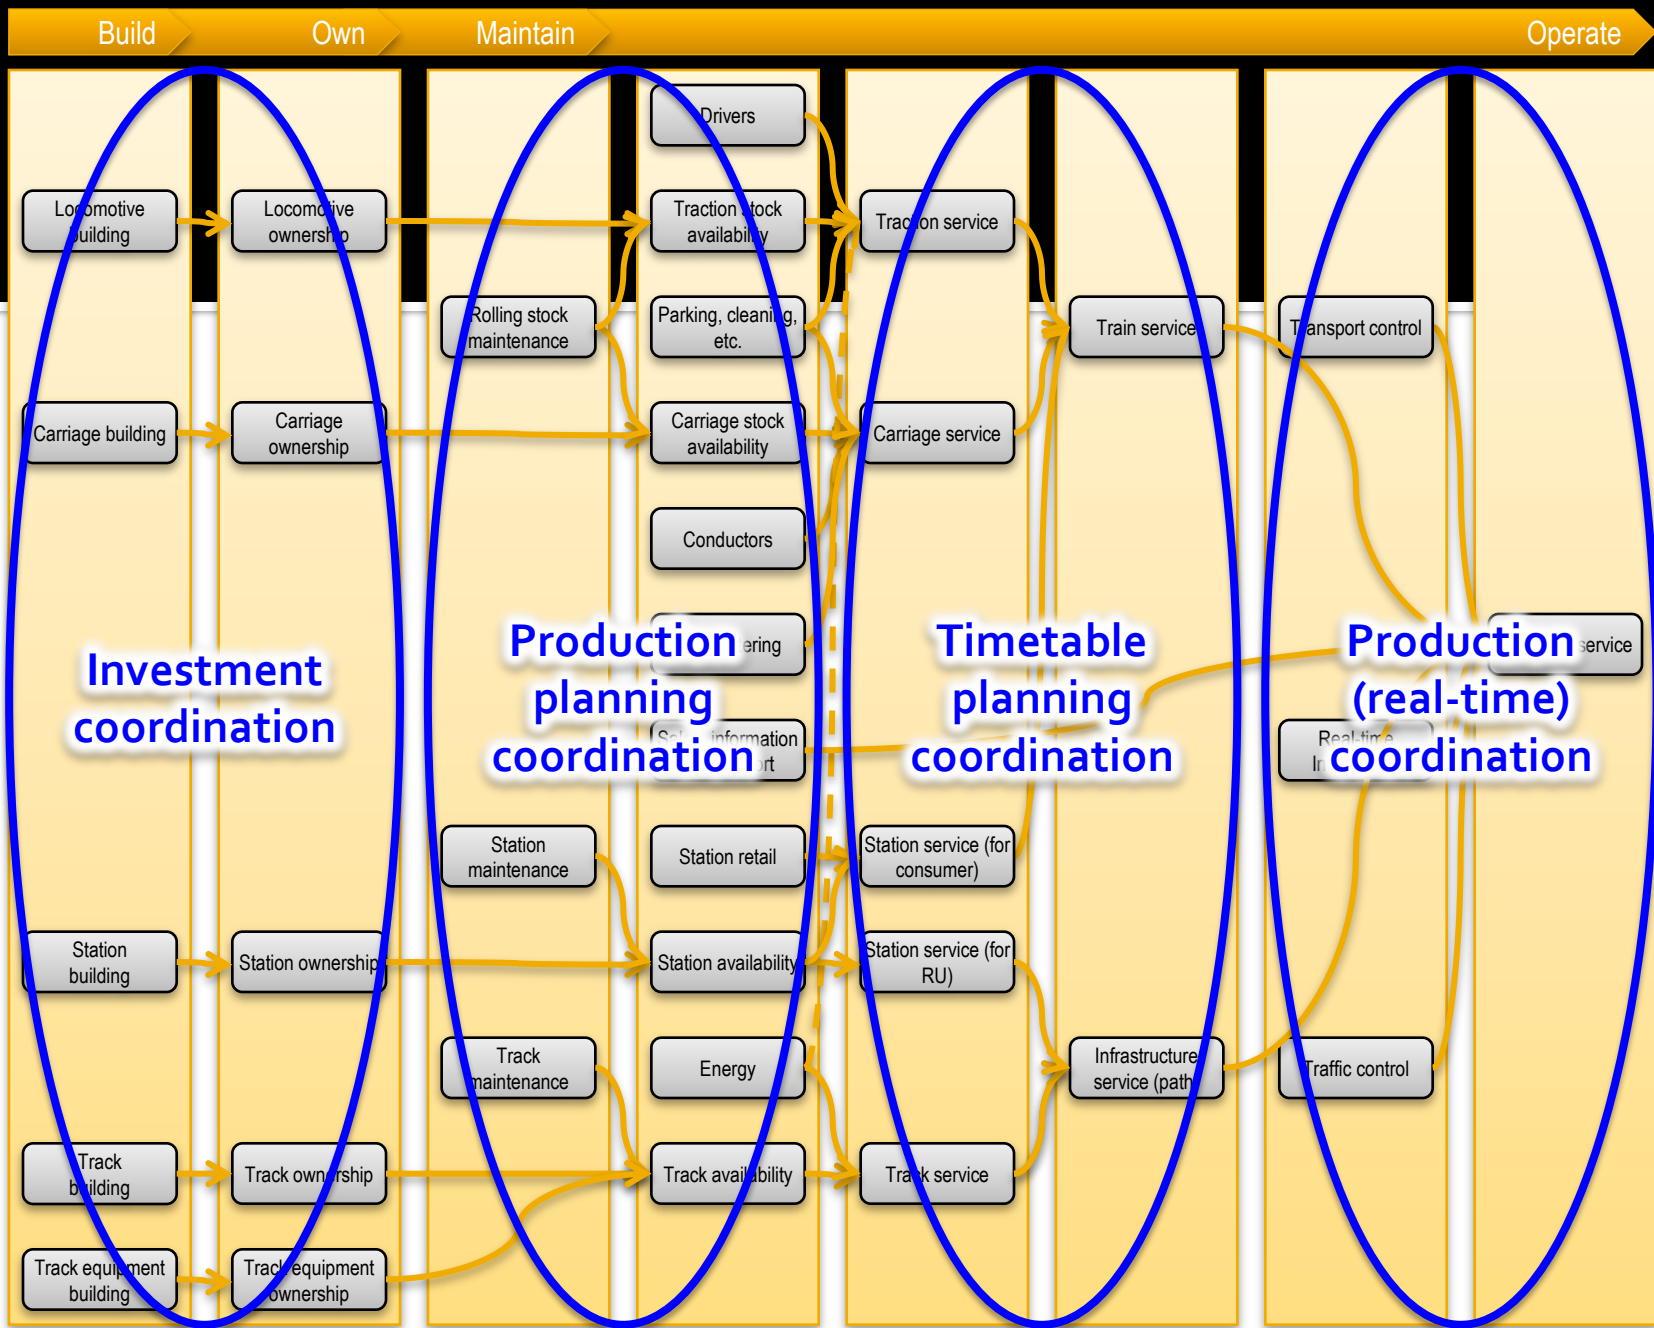 Build
Own
Maintain
Operate
Locomotive
building
Carriage building
Station
building
Track
building
Track equipment
building
Locomotive
ownership
Carriage
ownership
Station ownership
Track ownership
Track equipment
ownership
Investment
coordination
Rolling stock
maintenance
Station
maintenance
Track
maintenance
Drivers
Traction stock
availability
Parking, cleaning,
etc.
Carriage stock
availability
Conductors
information
Station retail
Station availability
Energy
Track availability
Production
planning
coordination
Traction service
Carriage service
Station service (for
consumer)
Station service (for
RU)
Track service
Train service
Infrastructure
service (path)
Timetable
planning
coordination
Transport control
Real-time
Traffic control
service
Production
(real-time)
coordination